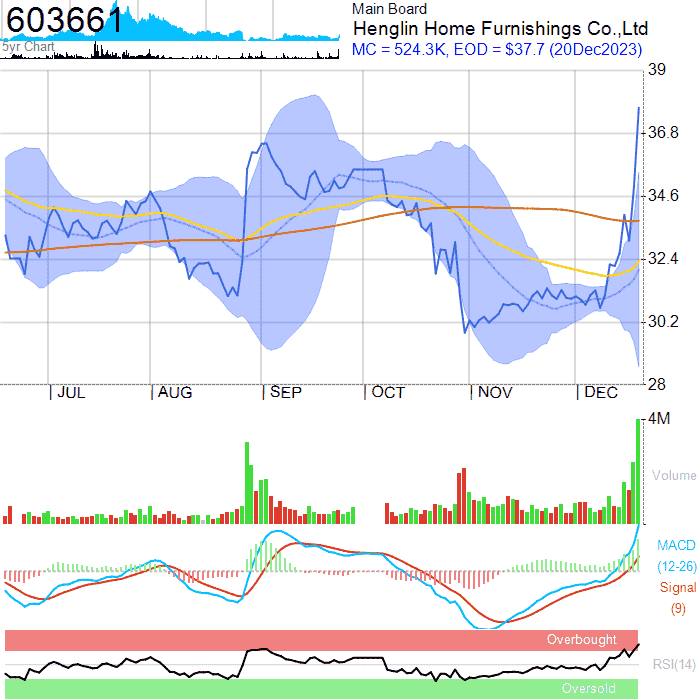 603661
5yr Chart
Main Board
Henglin Home Furnishings Co.,Ltd
MC = 524.3K, EOD = $37.7 (20Dec2023)
39
36.8
34.6
32.4
30.2
28
JUL
AUG
SEP
OCT
NOV
DEC
4M
Volume
MACD
(12-26)
Signal
(9)
Overbought
RSI(14)
Oversold